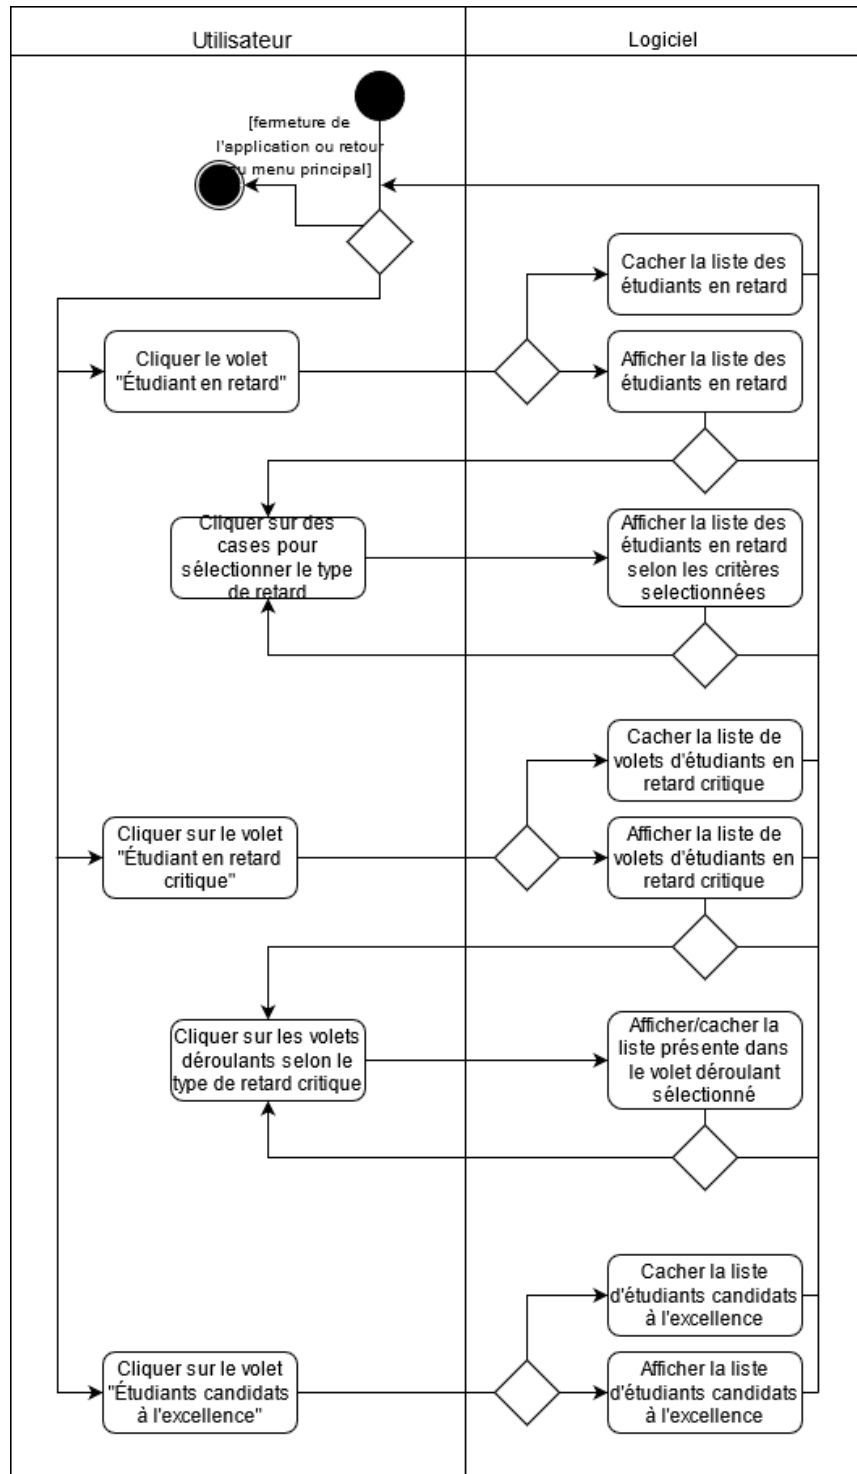 Utilisateur
Logiciel
[fermeture de
l'application ou retour
au menu principal]
Cacher la liste des
étudiants en retard
Cliquer le volet
"Étudiant en retard"
Afficher la liste des
étudiants en retard
Cliquer sur des
cases pour
sélectionner le type
de retard
Afficher la liste des
étudiants en retard
selon les critères
selectionnées
Cacher la liste de
volets d'étudiants en
retard critique
Cliquer sur le volet
"Étudiant en retard
critique"
Afficher la liste de
volets d'étudiants en
retard critique
Cliquer sur les volets
déroulants selon le
type de retard critique
Afficher/cacher la
liste présente dans
le volet déroulant
sélectionné
Cacher la liste
d'étudiants candidats
à l'excellence
Cliquer sur le volet
"Étudiants candidats
à l'excellence"
Afficher la liste
d'étudiants candidats
à l'excellence